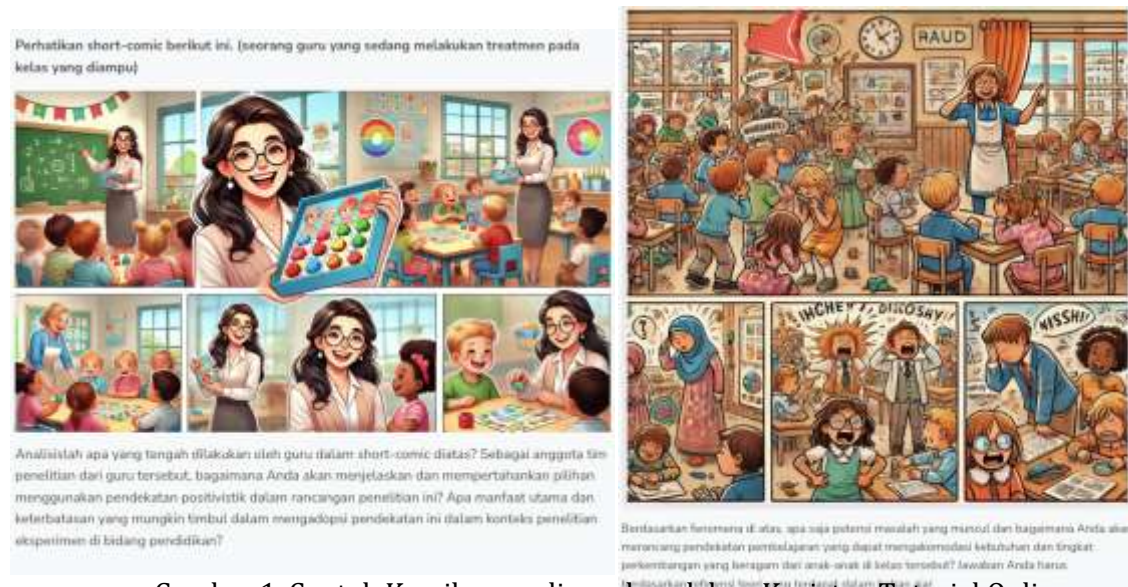 Perhatikan short-comic berikut ini. (seorang guru yang sedang melakukan treatmen pada
kelas yang diampu)
Analisislah apa yang tengah dilakukan oleh guru dalam short-comic diatas? Sebagai anggota tim
penelitian dari guru tersebut, bagaimana Anda akan menjelaskan dan mempertahankan pilihan
menggunakan pendekatan positivistik dalam rancangan penelitian ini? Apa manfaat utama dan
keterbatasan yang mungkin timbul dalam mengadopsi pendekatan ini dalam konteks penelitian
eksperimen di bidang pendidikan?
RAUD
HISSH!
Berdasarkan fenomena di atas, apa saja potensi masalah yang muncul dan bagaimana Anda akan
merancang pendekatan pembelajaran yang dapat mengakomodasi kebutuhan dan tingkat
perkembangan yang beragam dari anak-anak di kelas tersebut? Jawaban Anda harus